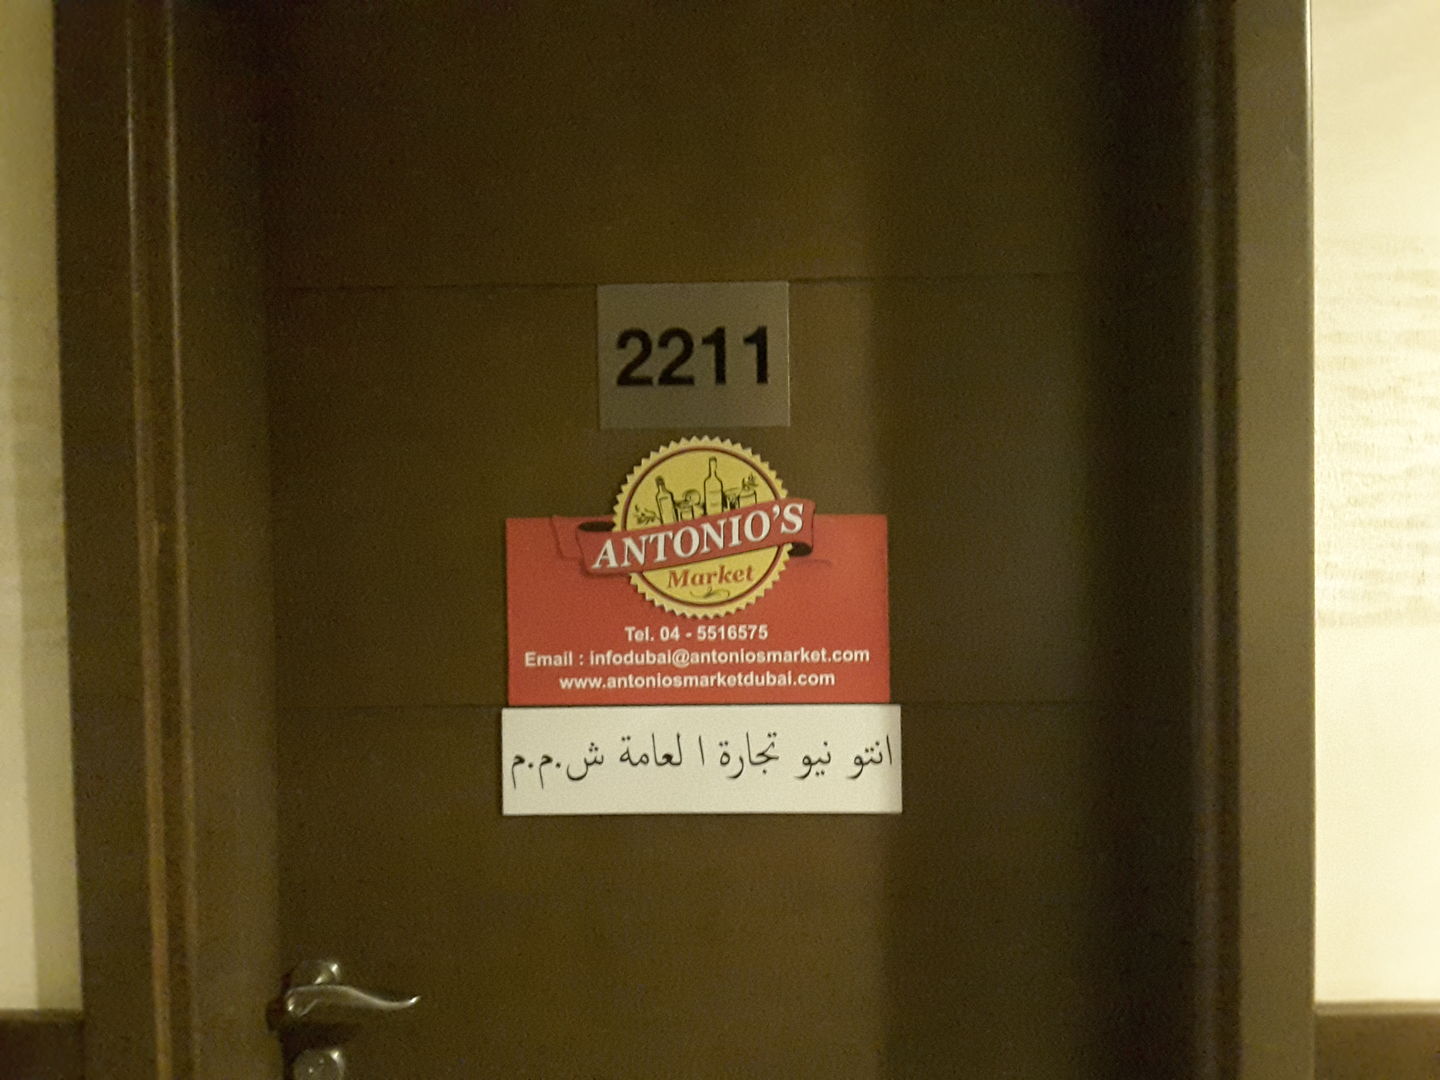 2211
ANTONIO'S
Market
Tel. 04 - 5516575
Email : infodubai@antoniosmarket.com
www.antoniosmarketdubai.com
انتو نيو تجارة ا لعامة ش.م.م